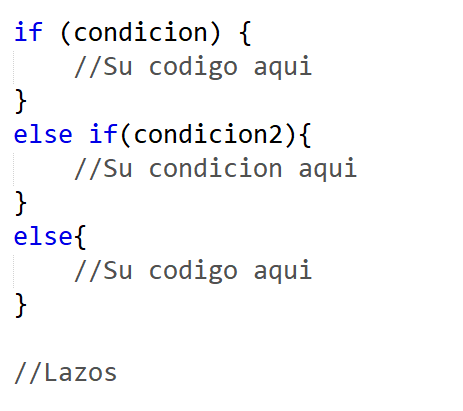 if (condicion) {
    //Su codigo aqui
}
else if(condicion2){
    //Su condicion aqui
}
else{
    //Su codigo aqui
}

//Lazos